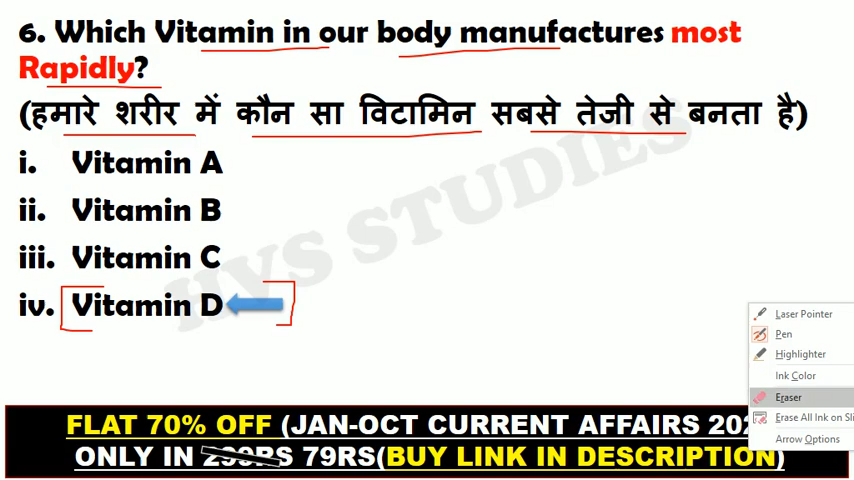 6. Which Vitamin in our body manufactures most
Rapidly?
(हमारे शरीर में कौन सा विटामिन सबसे तेजी से बनता है)
i. Vitamin A
ii. Vitamin B
iii. Vitamin C
iv. Vitamin D
HVS STUDIES
Laser Pointer
Pen
Highlighter
Ink Color
Eraser
Erase All Ink on Sli
Arrow Options
FLAT 70% OFF (JAN-OCT CURRENT AFFAIRS 202
ONLY IN 299RS 79RS(BUY LINK IN DESCRIPTION)